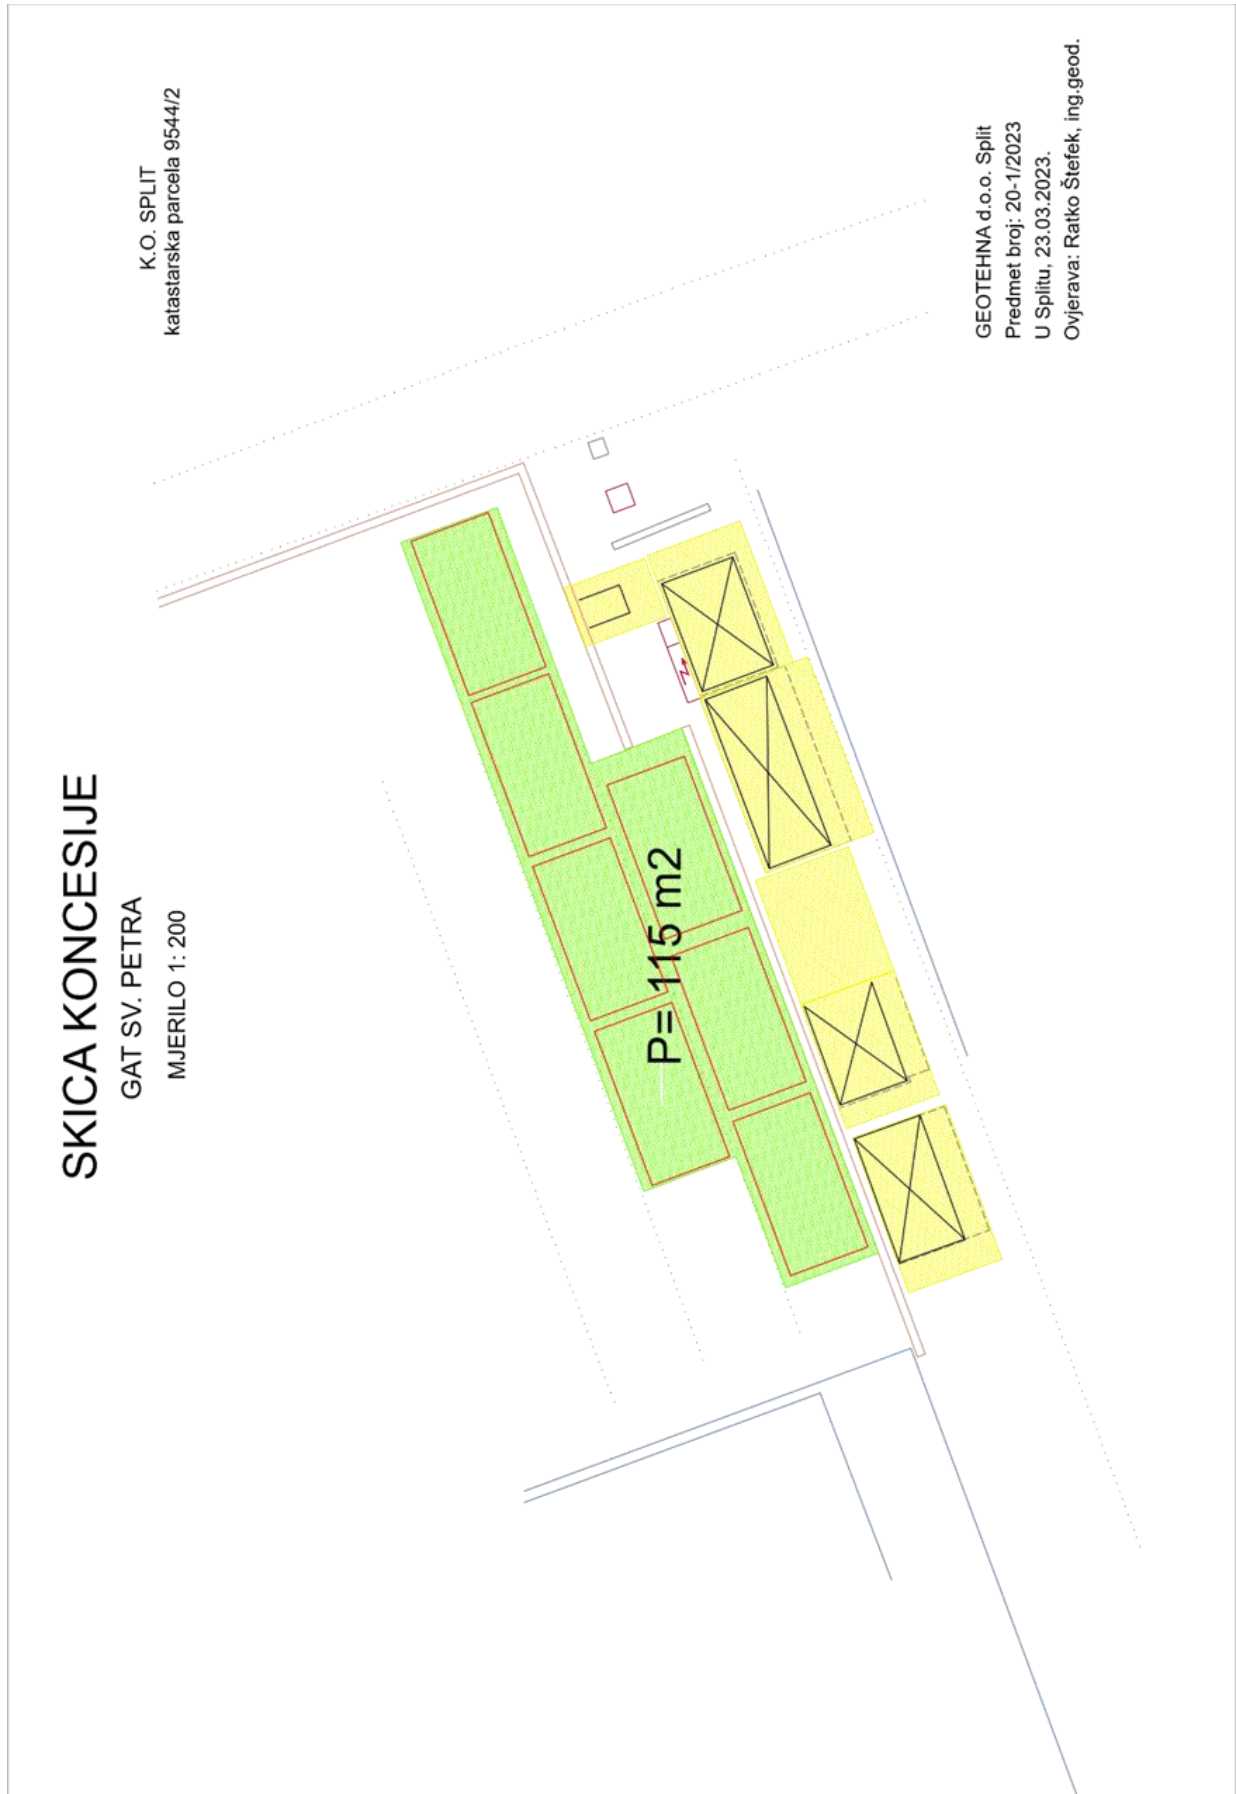 SKICA KONCESIJE
GAT SV. PETRA
MJERILO 1: 200
K.O. SPLIT
katastarska parcela 9544/2
P= 115 m2
GEOTEHNA d.o.o. Split
Predmet broj: 20-1/2023
U Splitu, 23.03.2023.
Ovjerava: Ratko Štefek, ing.geod.